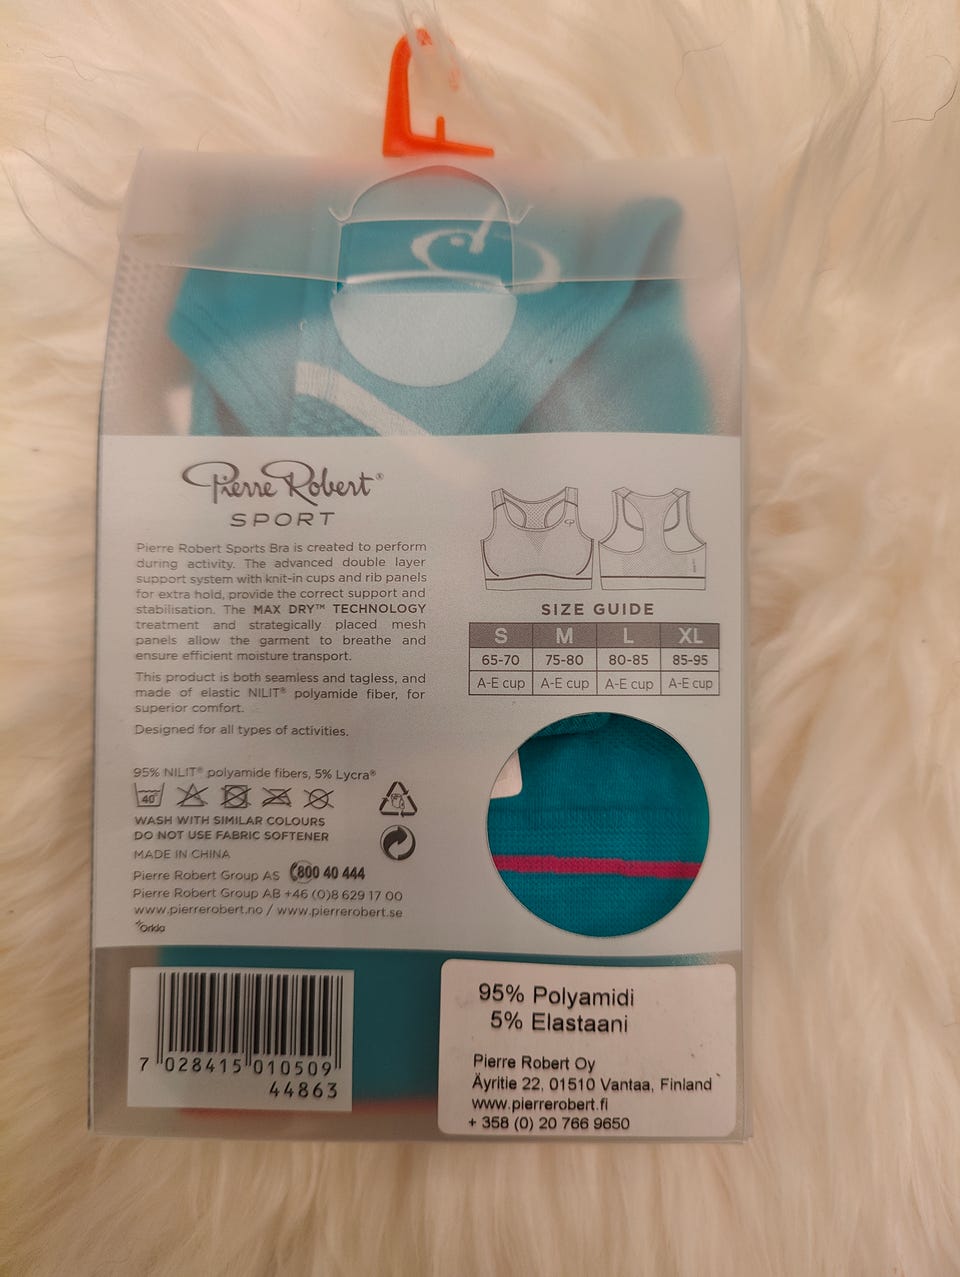 Pierre Robert®
SPORT
Pierre Robert Sports Bra is created to perform
during activity. The advanced double layer
support system with knit-in cups and rib panels
for extra hold, provide the correct support and
stabilisation. The MAX DRY™ TECHNOLOGY
treatment and strategically placed mesh
panels allow the garment to breathe and
ensure efficient moisture transport.
This product is both seamless and tagless, and
made of elastic NILIT® polyamide fiber, for
superior comfort.
Designed for all types of activities.
95% NILIT® polyamide fibers, 5% Lycra®
40°
WASH WITH SIMILAR COLOURS
DO NOT USE FABRIC SOFTENER
MADE IN CHINA
Pierre Robert Group AS 800 40 444
Pierre Robert Group AB +46 (0)8 629 17 00
www.pierrerobert.no / www.pierrerobert.se
Orkla
SIZE GUIDE
S M L XL
65-70 75-80 80-85 85-95
A-E cup A-E cup A-E cup A-E cup
7 028415 010509
44863
95% Polyamidi
5% Elastaani
Pierre Robert Oy
Äyritie 22, 01510 Vantaa, Finland
www.pierrerobert.fi
+ 358 (0) 20 766 9650